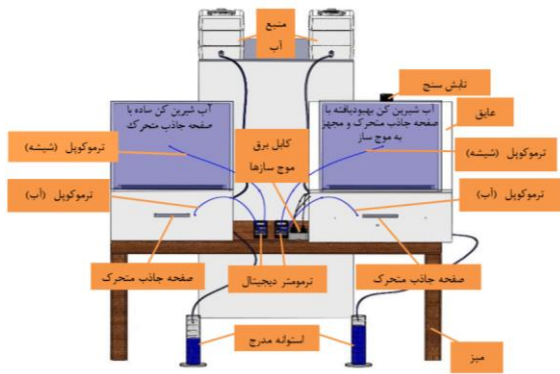 منبع
آب
تابش سنج
آب شیرین کن بهبودیافته با
صفحه جاذب متحرک و مجهز
به موج ساز
آب شیرین کن ساده با
صفحه جاذب متحرک
عایق
ترموکوپل (شیشه)
کابل برق
موج سازها
ترموکوپل (شیشه)
ترموکوپل (آب)
ترموکوپل (آب)
صفحه جاذب متحرک
ترمومتر دیجیتال
صفحه جاذب متحرک
استوانه مدرج
میز